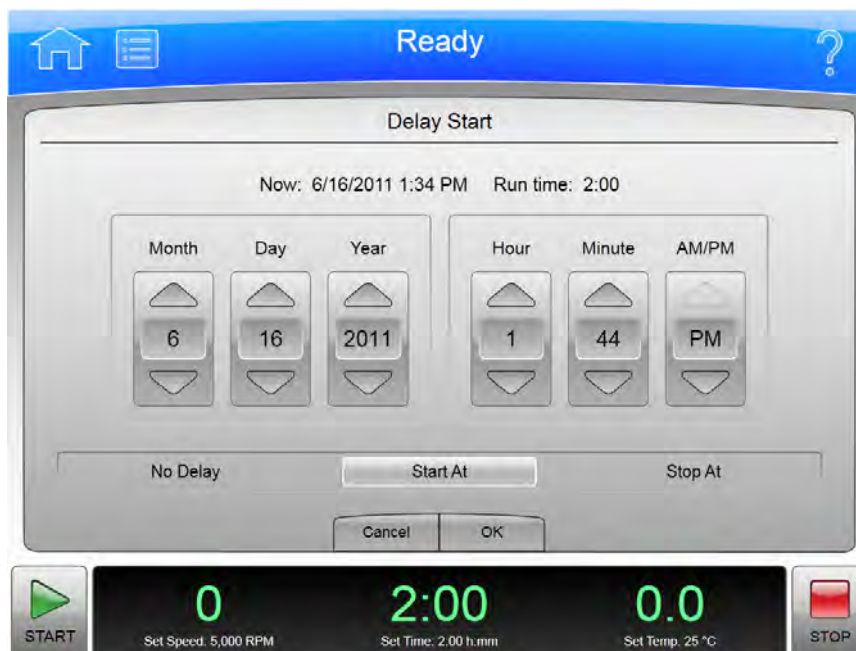 Ready
Delay Start
Now: 6/16/2011 1:34 PM Run time: 2:00
Month Day Year Hour Minute AM/PM
6 16 2011 1 44 PM
No Delay Start At Stop At
Cancel OK
0 2:00 0.0
START Set Speed. 5,000 RPM Set Time. 2.00 h:mm Set Temp. 25 °C STOP